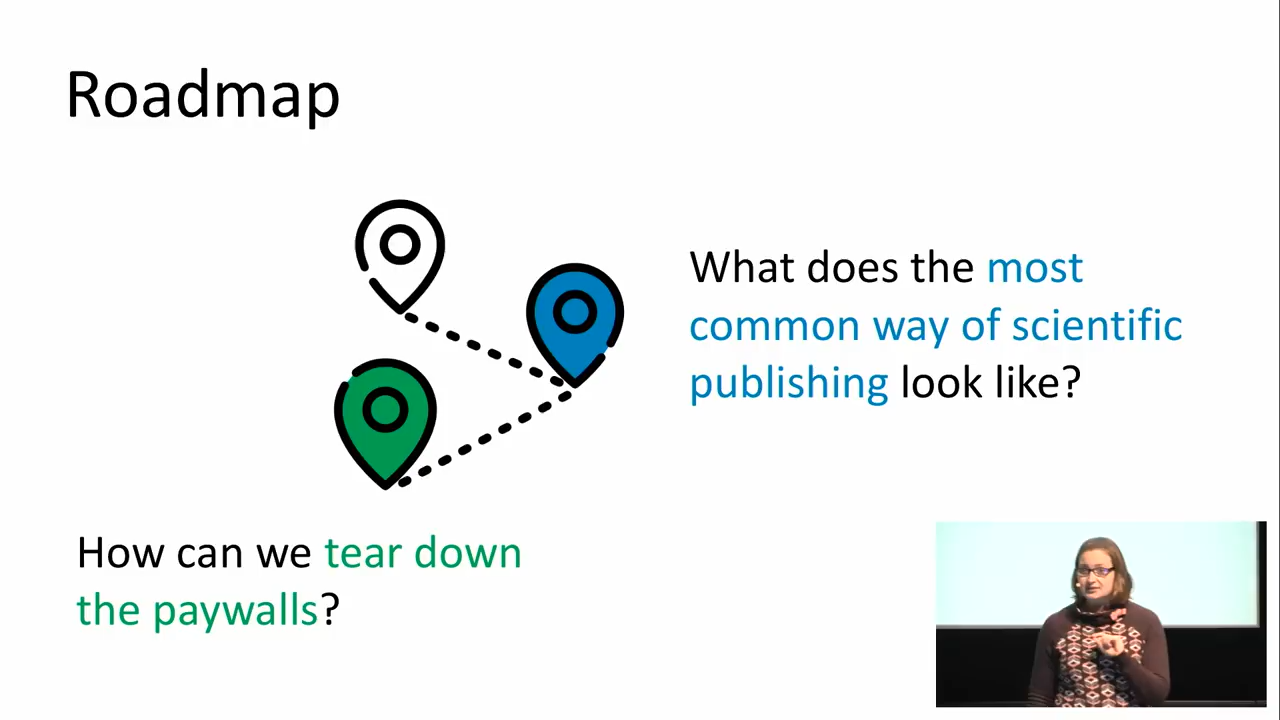 Roadmap
What does the most
common way of scientific
publishing look like?
How can we tear down
the paywalls?